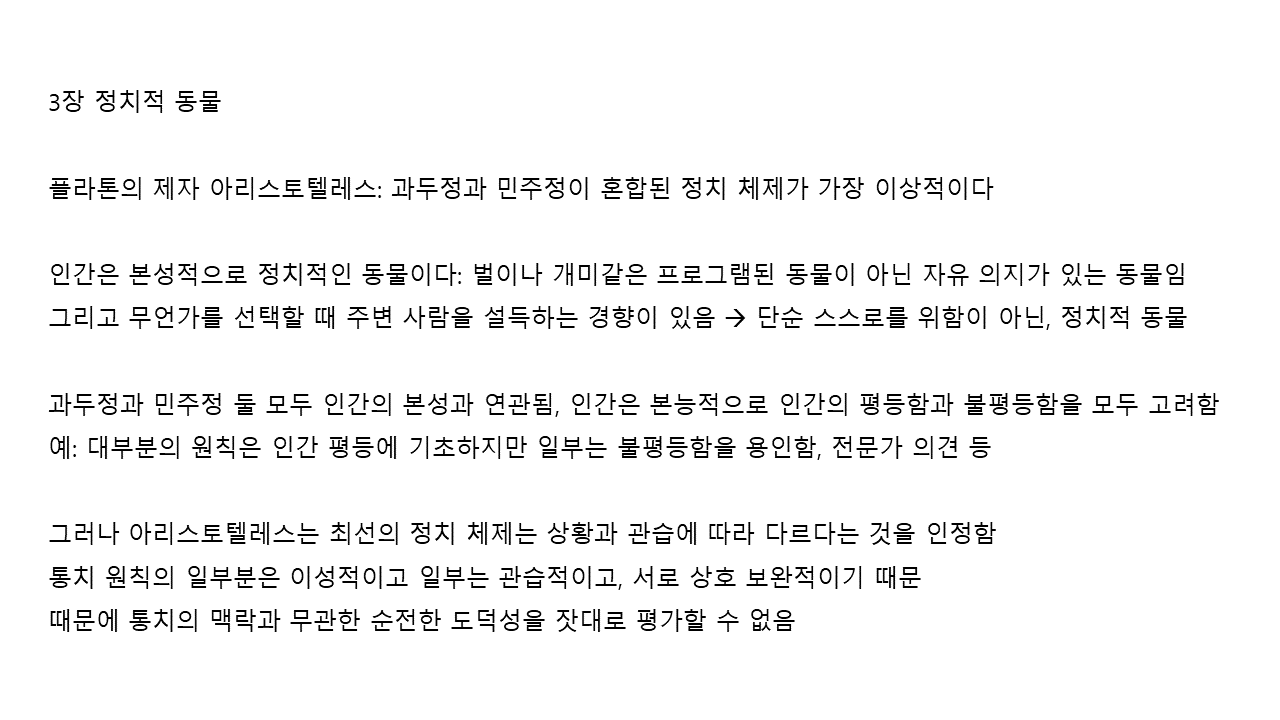 3장 정치적 동물
플라톤의 제자 아리스토텔레스: 과두정과 민주정이 혼합된 정치 체제가 가장 이상적이다
인간은 본성적으로 정치적인 동물이다: 벌이나 개미같은 프로그램된 동물이 아닌 자유 의지가 있는 동물임
그리고 무언가를 선택할 때 주변 사람을 설득하는 경향이 있음 → 단순 스스로를 위함이 아닌, 정치적 동물
과두정과 민주정 둘 모두 인간의 본성과 연관됨, 인간은 본능적으로 인간의 평등함과 불평등함을 모두 고려함
예: 대부분의 원칙은 인간 평등에 기초하지만 일부는 불평등함을 용인함, 전문가 의견 등
그러나 아리스토텔레스는 최선의 정치 체제는 상황과 관습에 따라 다르다는 것을 인정함
통치 원칙의 일부분은 이성적이고 일부는 관습적이고, 서로 상호 보완적이기 때문
때문에 통치의 맥락과 무관한 순전한 도덕성을 잣대로 평가할 수 없음